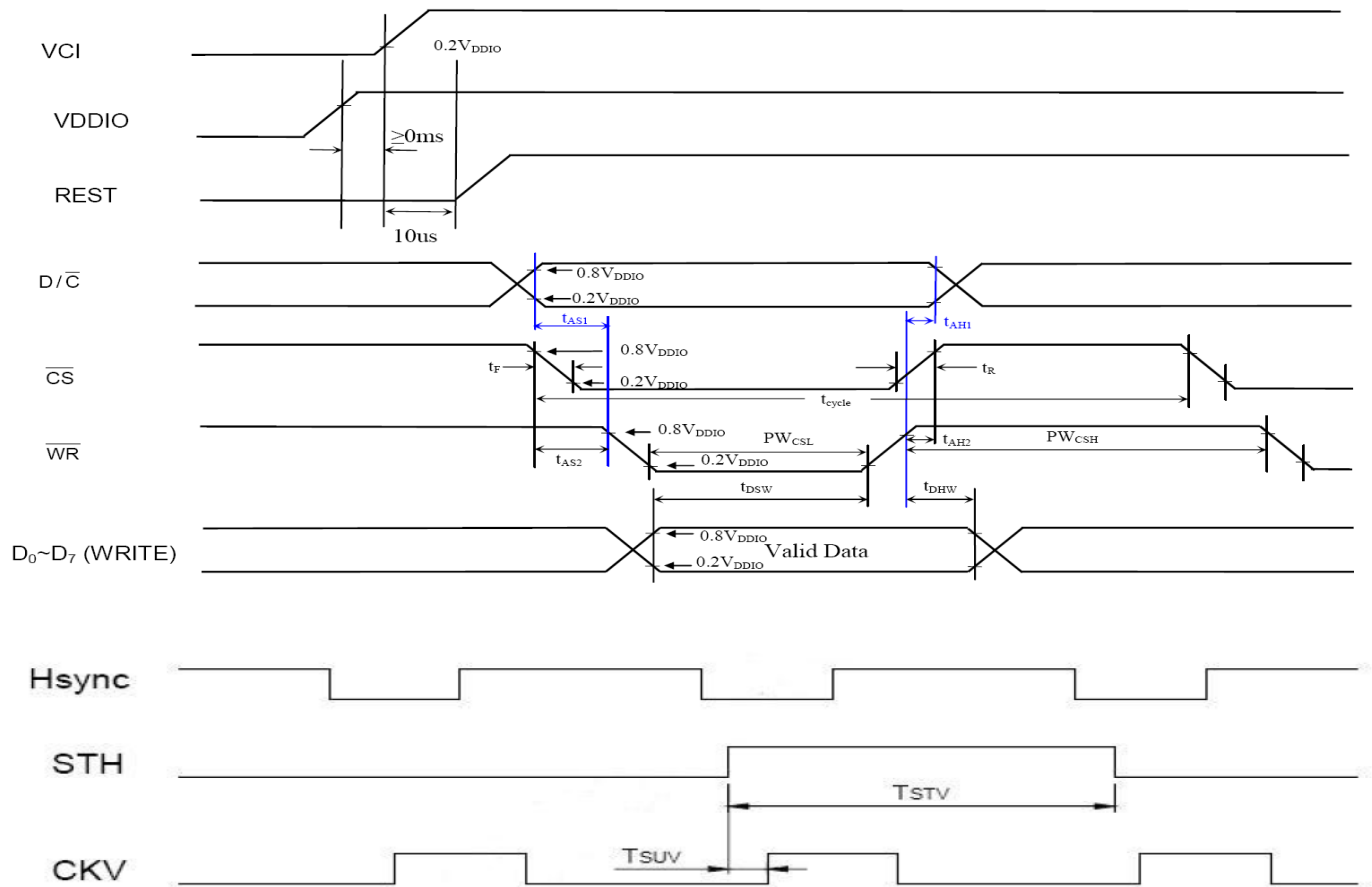 VCI
0.2VDDIO
VDDIO
≥0ms
REST
10us
D/C̅
0.8VDDIO
0.2VDDIO
tAS1
tAH1
C̅S̅
tF
0.8VDDIO
0.2VDDIO
tR
tcycle
W̅R̅
0.8VDDIO
PWCSL
tAH2
PWCSH
tAS2
0.2VDDIO
tDSW
tDHW
D0~D7 (WRITE)
0.8VDDIO
Valid Data
0.2VDDIO
Hsync
STH
TSTV
TSUV
CKV